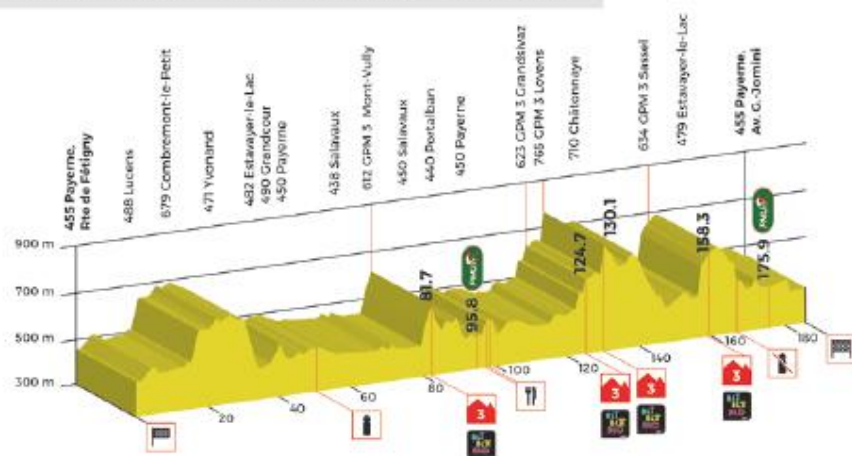 455 Payerne,
Rte de Fétigny
488 Lucens
679 Combremont-le-Petit
471 Yvonand
482 Estavayer-le-Lac
490 Grandcour
450 Payerne
438 Salavaux
612 GPM 3 Mont-Vully
450 Salavaux
440 Portalban
450 Payerne
623 GPM 3 Grandsivaz
765 GPM 3 Lovens
710 Châtonnaye
634 GPM 3 Sassel
479 Estavayer-le-Lac
455 Payerne,
Av. G.-Jomini
900 m
700 m
500 m
300 m
81.7
95.8
124.7
130.1
158.3
175.9
20
40
60
80
100
120
140
160
180
3
3
3
3